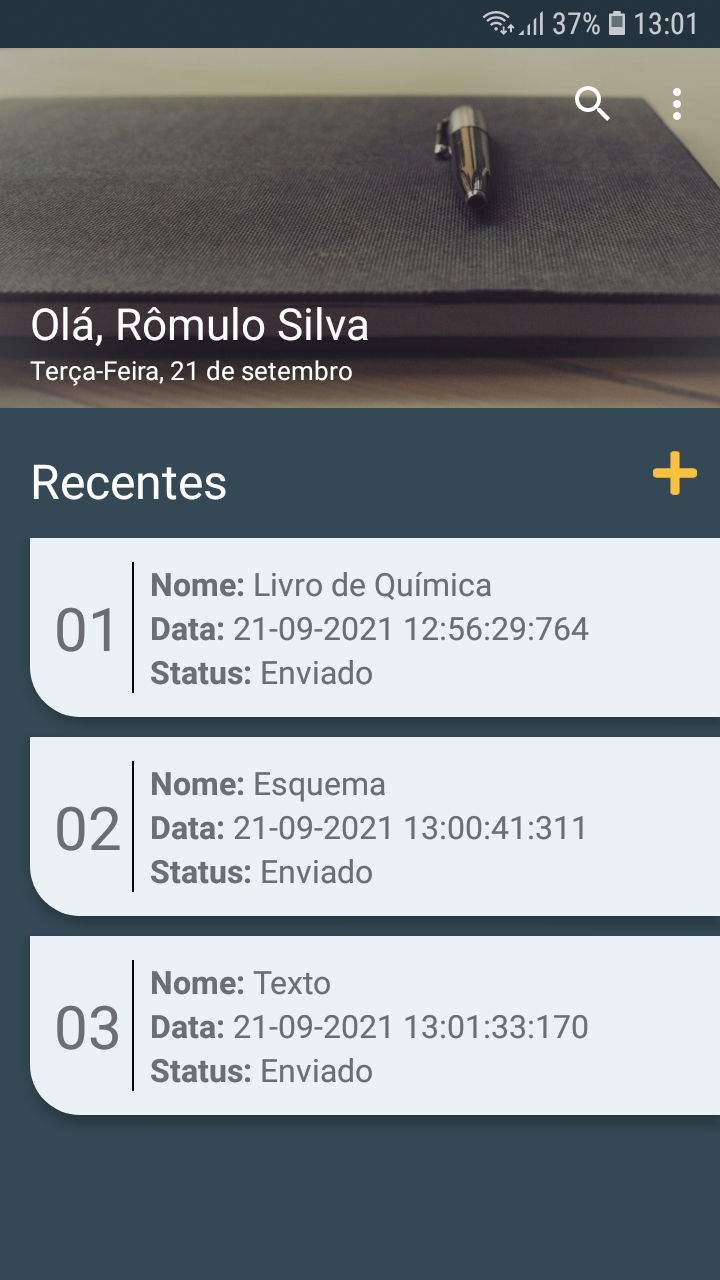 37% 13:01
Olá, Rômulo Silva
Terça-Feira, 21 de setembro
Recentes
01
Nome: Livro de Química
Data: 21-09-2021 12:56:29:764
Status: Enviado
02
Nome: Esquema
Data: 21-09-2021 13:00:41:311
Status: Enviado
03
Nome: Texto
Data: 21-09-2021 13:01:33:170
Status: Enviado